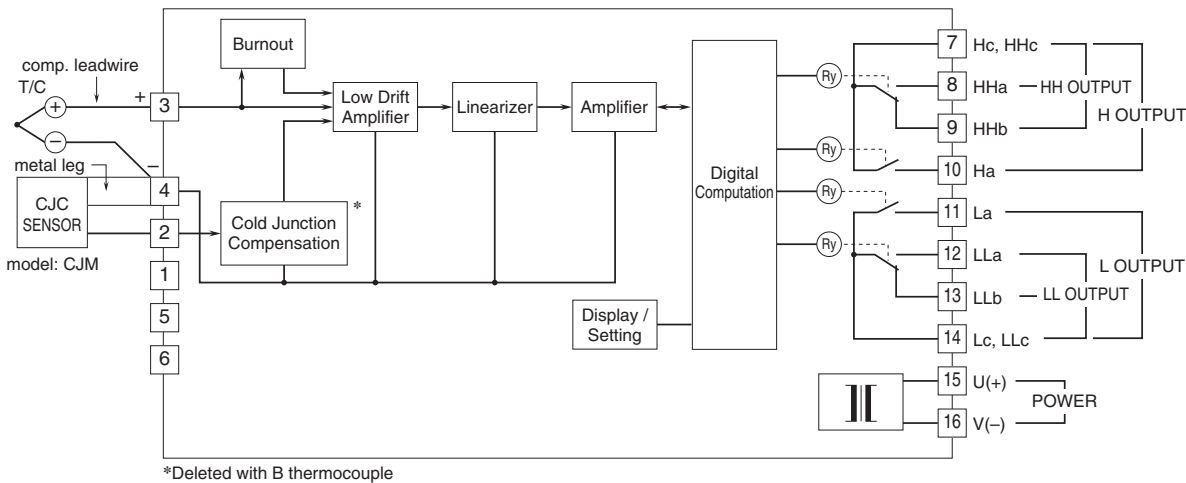 comp. leadwire
T/C
+
–
+
–
metal leg
CJC
SENSOR
model: CJM
3
4
2
1
5
6
Burnout
Low Drift
Amplifier
Linearizer
Amplifier
Cold Junction
Compensation
*
Digital
Computation
Display /
Setting
Ry
Ry
Ry
Ry
7 Hc, HHc
8 HHa
HH OUTPUT
9 HHb
H OUTPUT
10 Ha
11 La
12 LLa
L OUTPUT
13 LLb
LL OUTPUT
14 Lc, LLc
15 U(+)
POWER
16 V(–)
*Deleted with B thermocouple